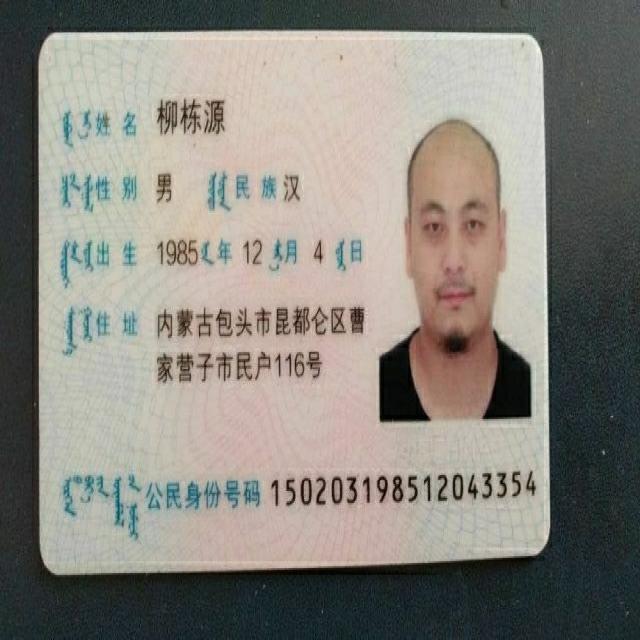 姓名 柳栋源
性别 男 民族 汉
出生 1985 年 12 月 4 日
住址 内蒙古包头市昆都仑区曹
家营子市民户116号
公民身份号码 150203198512043354